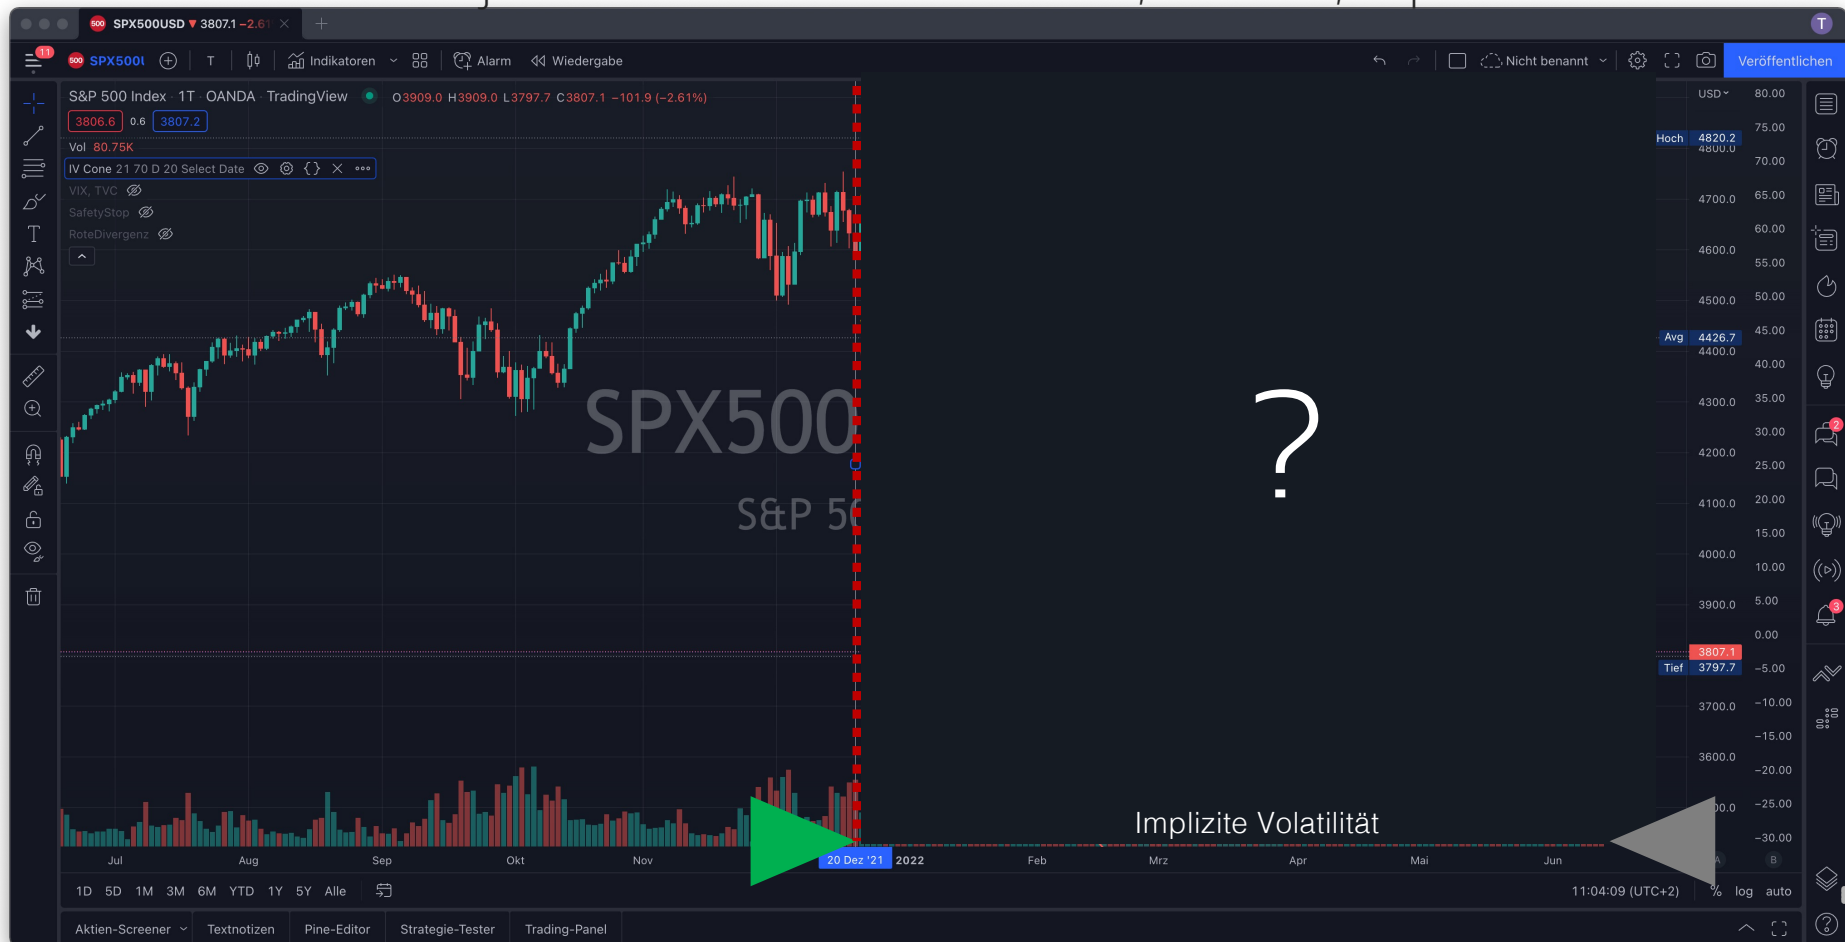 500 SPX500USD ▼ 3807.1 −2.61 × +
T
11 500 SPX500U T Indikatoren Alarm Wiedergabe Nicht benannt Veröffentlichen
S&P 500 Index · 1T · OANDA · TradingView O3909.0 H3909.0 L3797.7 C3807.1 −101.9 (−2.61%)
3806.6 0.6 3807.2
Vol 80.75K
IV Cone 21 70 D 20 Select Date
VIX, TVC
SafetyStop
RoteDivergenz
SPX500
S&P 50
?
Implizite Volatilität
USD
Hoch 4820.2
4800.0
4700.0
4600.0
4500.0
Avg 4426.7
4400.0
4300.0
4200.0
4100.0
4000.0
3900.0
3807.1
Tief 3797.7
3700.0
3600.0
80.00
75.00
70.00
65.00
60.00
55.00
50.00
45.00
40.00
35.00
30.00
25.00
20.00
15.00
10.00
5.00
0.00
−5.00
−10.00
−15.00
−20.00
−25.00
−30.00
2
3
Jul Aug Sep Okt Nov 20 Dez '21 2022 Feb Mrz Apr Mai Jun A B
1D 5D 1M 3M 6M YTD 1Y 5Y Alle 11:04:09 (UTC+2) % log auto
Aktien-Screener Textnotizen Pine-Editor Strategie-Tester Trading-Panel